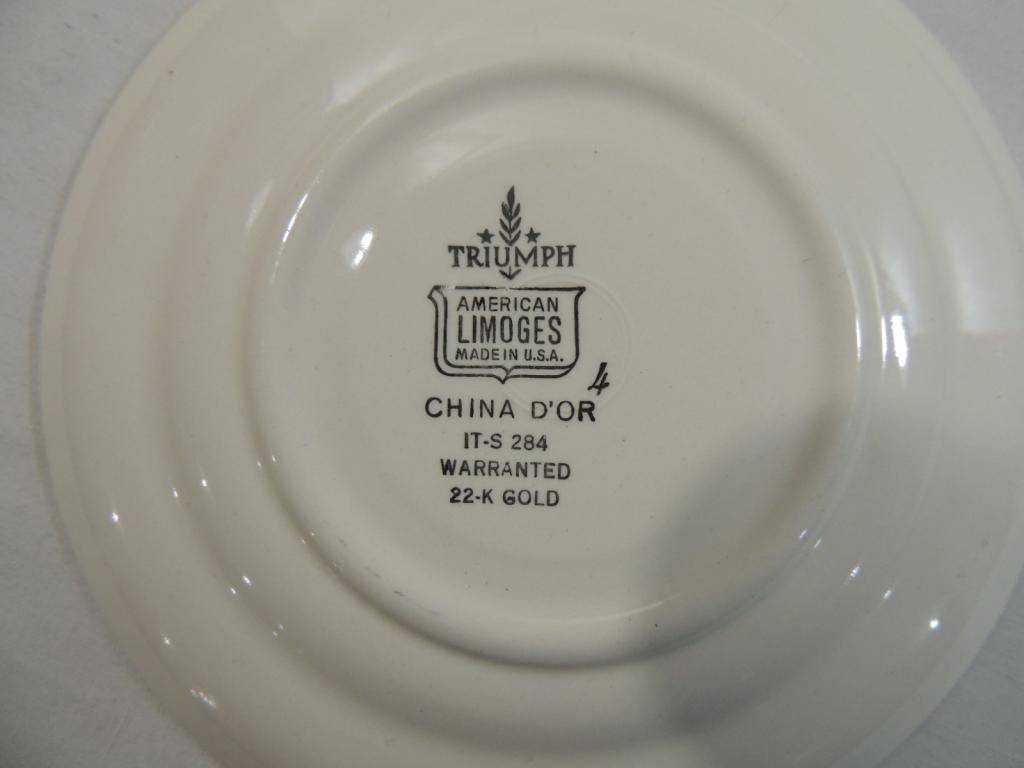 TRIUMPH
AMERICAN
LIMOGES
MADE IN U.S.A.
4
CHINA D'OR
IT-S 284
WARRANTED
22-K GOLD